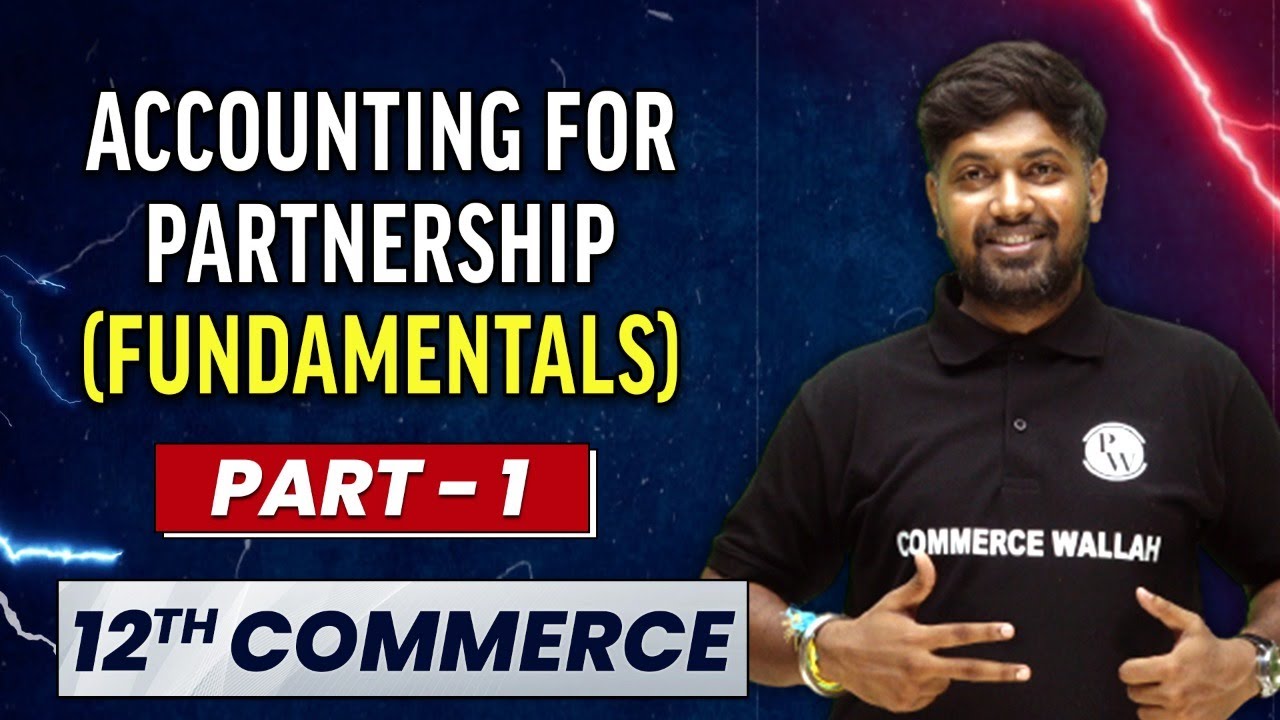 ACCOUNTING FOR
PARTNERSHIP
(FUNDAMENTALS)
PART - 1
12TH COMMERCE
PW
COMMERCE WALLAH